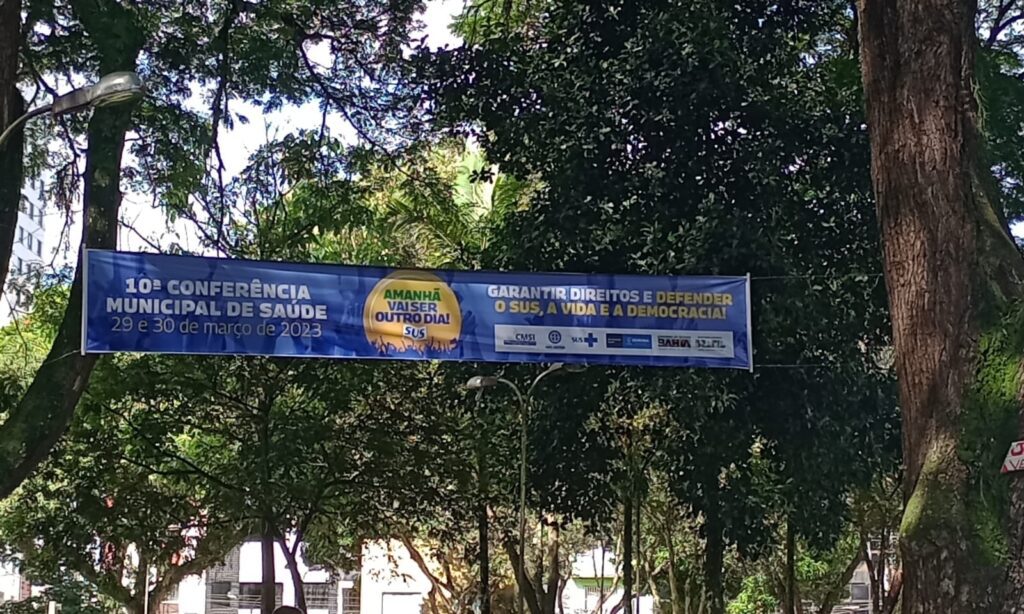 10ª CONFERÊNCIA
MUNICIPAL DE SAÚDE
29 e 30 de março de 2023
AMANHÃ
VAI SER
OUTRO DIA!
SUS
GARANTIR DIREITOS E DEFENDER
O SUS, A VIDA E A DEMOCRACIA!
CMSI
SUS
BAHIA
BRASIL